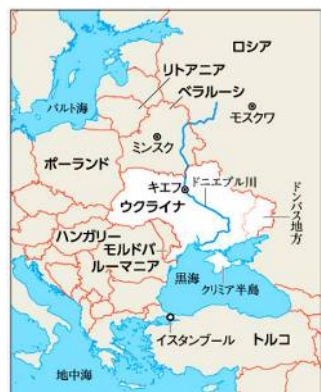 ロシア
リトアニア
ベラルーシ
バルト海
モスクワ
ミンスク
ポーランド
キエフ
ドニエプル川
ウクライナ
ドンバス地方
ハンガリー
モルドバ
ルーマニア
黒海
クリミア半島
イスタンブール
トルコ
地中海